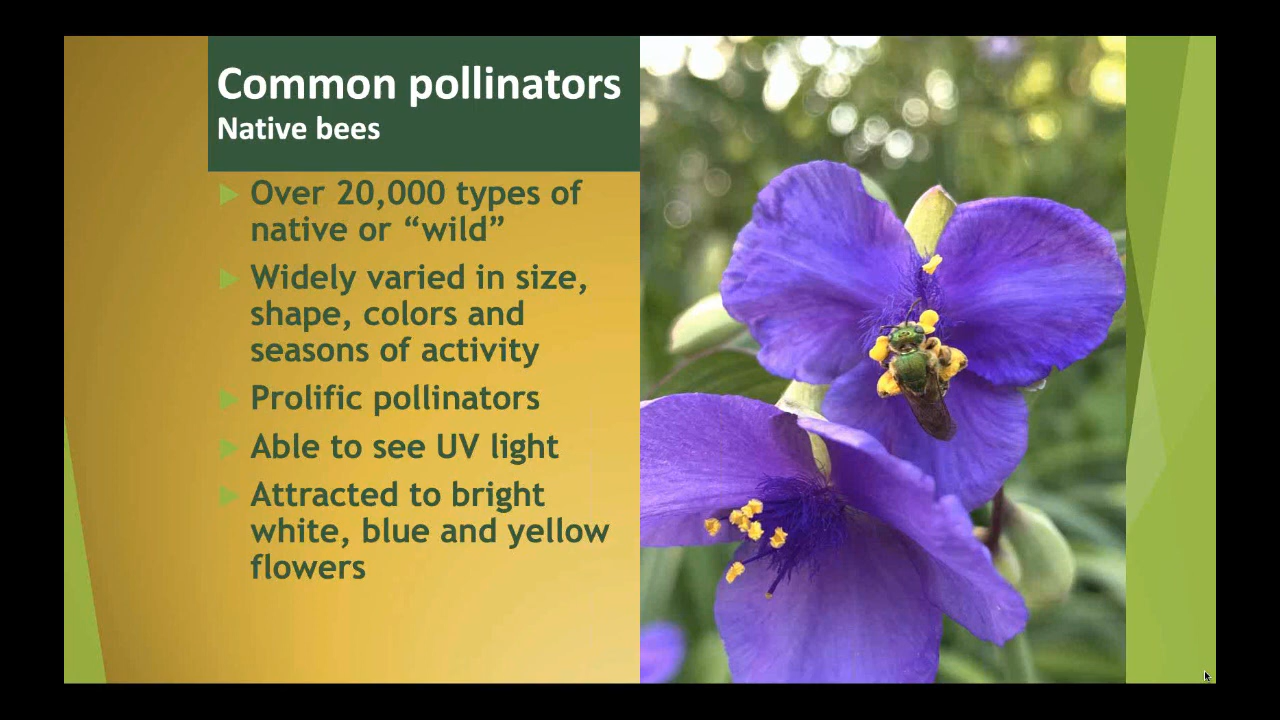 Common pollinators
Native bees
Over 20,000 types of
native or “wild”
Widely varied in size,
shape, colors and
seasons of activity
Prolific pollinators
Able to see UV light
Attracted to bright
white, blue and yellow
flowers